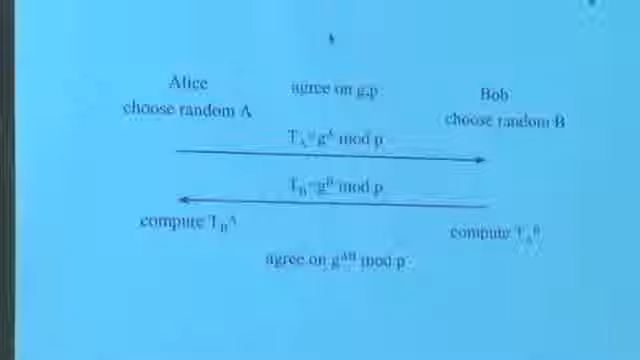 Alice
agree on g,p
Bob
choose random A
choose random B
T_A=g^A mod p
T_B=g^B mod p
compute T_B^A
compute T_A^B
agree on g^AB mod p